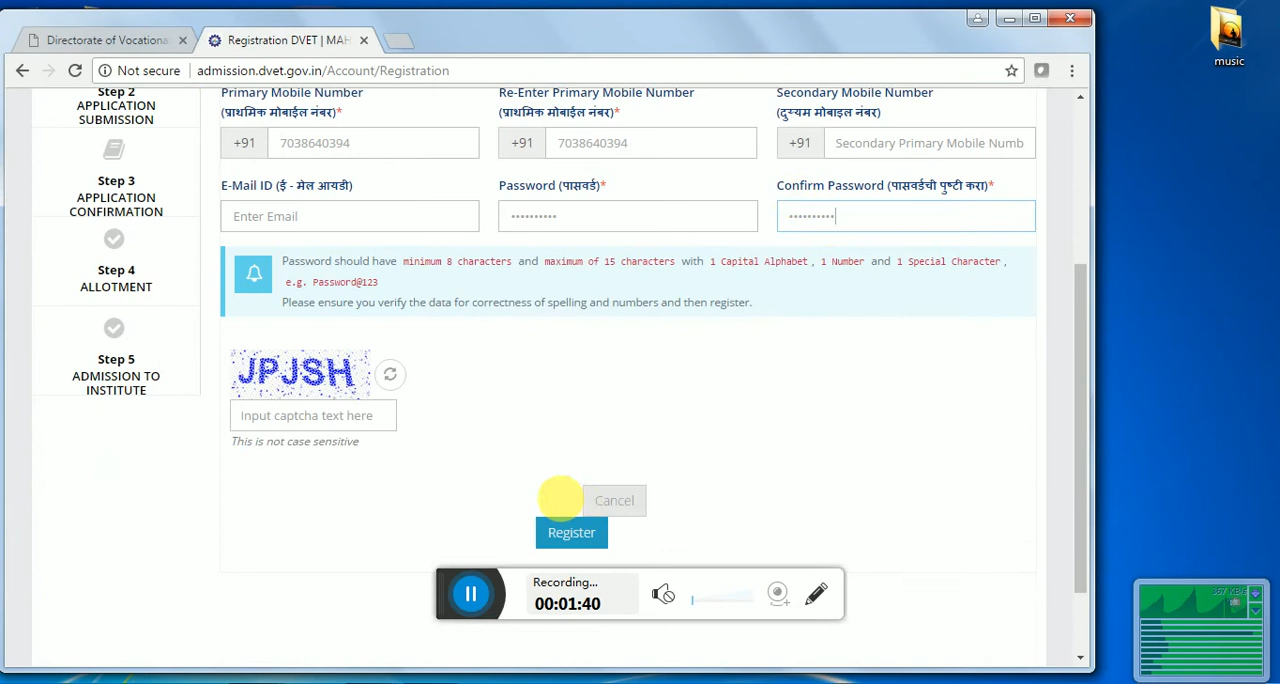 Directorate of Vocationa
Registration DVET | MAH
Not secure
admission.dvet.gov.in/Account/Registration
music
Step 2
APPLICATION
SUBMISSION
Step 3
APPLICATION
CONFIRMATION
Step 4
ALLOTMENT
Step 5
ADMISSION TO
INSTITUTE
Primary Mobile Number
(प्राथमिक मोबाईल नंबर)*
+91 7038640394
Re-Enter Primary Mobile Number
(प्राथमिक मोबाईल नंबर)*
+91 7038640394
Secondary Mobile Number
(दुय्यम मोबाइल नंबर)
+91 Secondary Primary Mobile Numb
E-Mail ID (ई - मेल आयडी)
Enter Email
Password (पासवर्ड)*
••••••••••
Confirm Password (पासवर्डची पुष्टी करा)*
••••••••••
Password should have minimum 8 characters and maximum of 15 characters with 1 Capital Alphabet , 1 Number and 1 Special Character ,
e.g. Password@123
Please ensure you verify the data for correctness of spelling and numbers and then register.
JPJSH
Input captcha text here
This is not case sensitive
Cancel
Register
Recording...
00:01:40